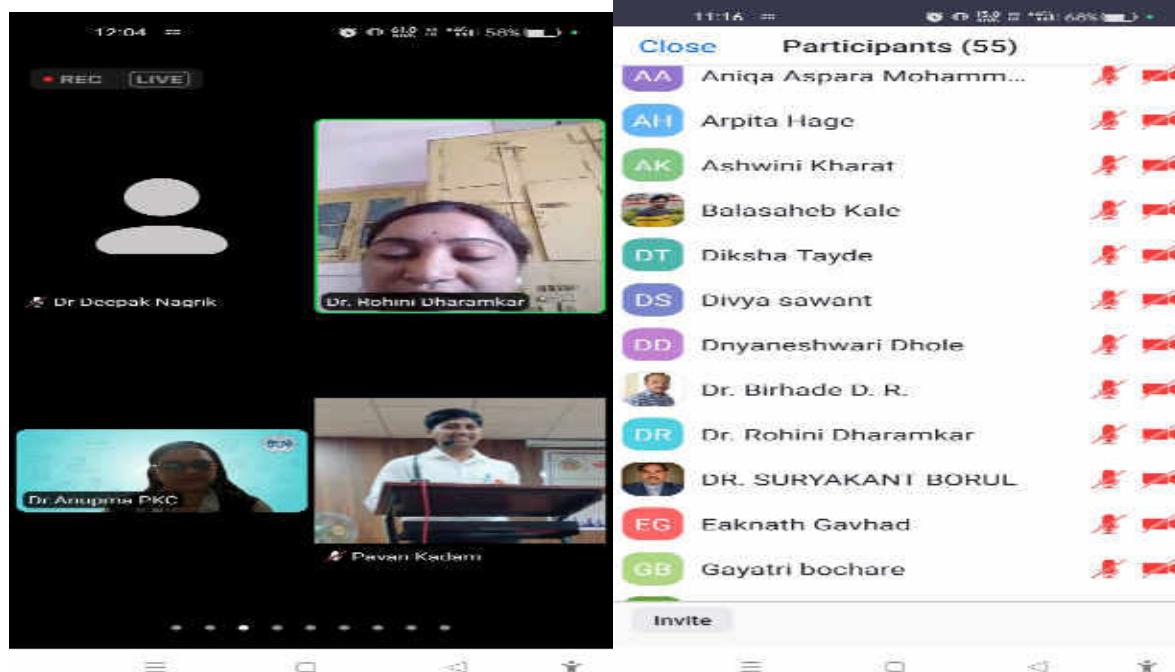 12:04
58%
REC LIVE
Dr Deepak Nagrik
Dr. Rohini Dharamkar
Dr.Anupma PKC
Pavan Kadam
11:16
68%
Close Participants (55)
AA Aniqa Aspara Mohamm...
AH Arpita Hage
AK Ashwini Kharat
Balasaheb Kale
DT Diksha Tayde
DS Divya sawant
DD Dnyaneshwari Dhole
Dr. Birhade D. R.
DR Dr. Rohini Dharamkar
DR. SURYAKANT BORUL
EG Eaknath Gavhad
GB Gayatri bochare
Invite